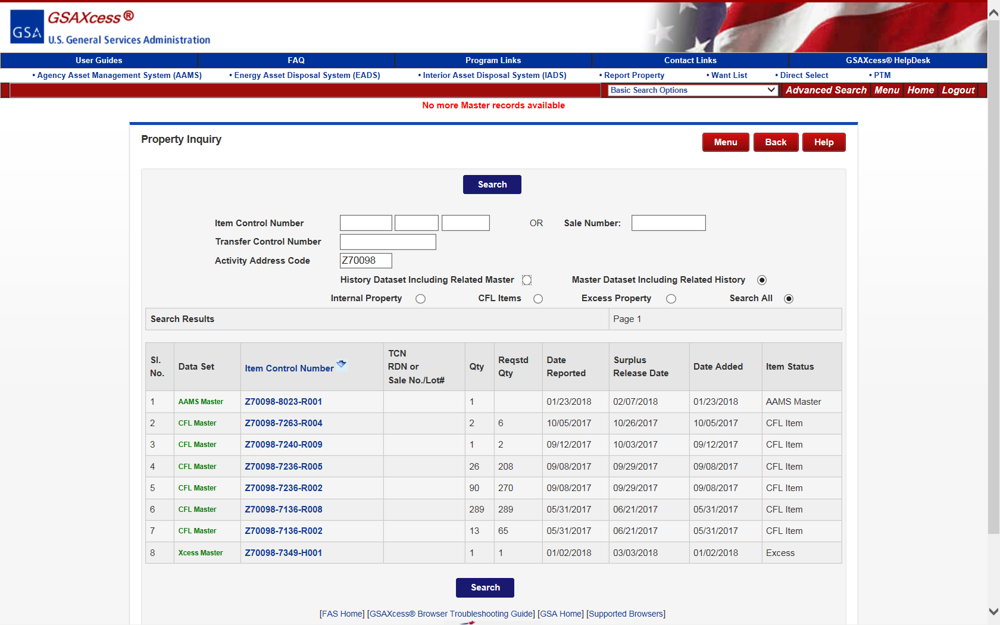 GSA
GSAXcess®
U.S. General Services Administration
User Guides FAQ Program Links Contact Links GSAXcess® HelpDesk
• Agency Asset Management System (AAMS) • Energy Asset Disposal System (EADS) • Interior Asset Disposal System (IADS) • Report Property • Want List • Direct Select • PTM
Basic Search Options Advanced Search Menu Home Logout
No more Master records available
Property Inquiry Menu Back Help
Search
Item Control Number OR Sale Number:
Transfer Control Number
Activity Address Code Z70098
History Dataset Including Related Master Master Dataset Including Related History
Internal Property CFL Items Excess Property Search All
Search Results Page 1
Sl. No. Data Set Item Control Number TCN RDN or Sale No./Lot# Qty Reqstd Qty Date Reported Surplus Release Date Date Added Item Status
1 AAMS Master Z70098-8023-R001 1 01/23/2018 02/07/2018 01/23/2018 AAMS Master
2 CFL Master Z70098-7263-R004 2 6 10/05/2017 10/26/2017 10/05/2017 CFL Item
3 CFL Master Z70098-7240-R009 1 2 09/12/2017 10/03/2017 09/12/2017 CFL Item
4 CFL Master Z70098-7236-R005 26 208 09/08/2017 09/29/2017 09/08/2017 CFL Item
5 CFL Master Z70098-7236-R002 90 270 09/08/2017 09/29/2017 09/08/2017 CFL Item
6 CFL Master Z70098-7136-R008 289 289 05/31/2017 06/21/2017 05/31/2017 CFL Item
7 CFL Master Z70098-7136-R002 13 65 05/31/2017 06/21/2017 05/31/2017 CFL Item
8 Xcess Master Z70098-7349-H001 1 1 01/02/2018 03/03/2018 01/02/2018 Excess
Search
[FAS Home] [GSAXcess® Browser Troubleshooting Guide] [GSA Home] [Supported Browsers]